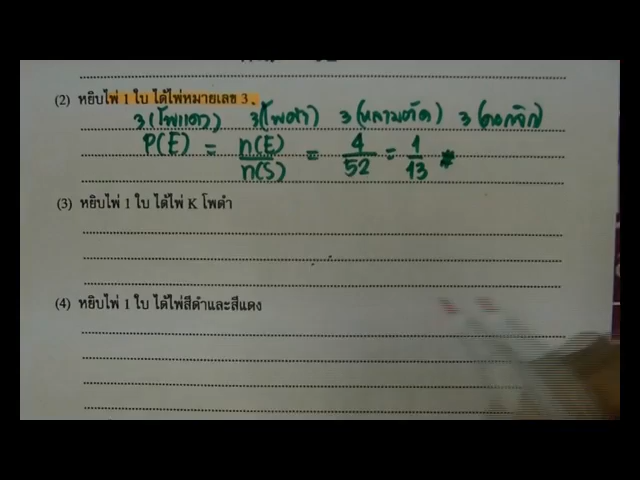 (2) หยิบไพ่ 1 ใบ ได้ไพ่หมายเลข 3
3 (โพแดง) 3 (โพดำ) 3 (หลามตัด) 3 (ดอกจิก)
P(E) = n(E)/n(S) = 4/52 = 1/13 *
(3) หยิบไพ่ 1 ใบ ได้ไพ่ K โพดำ
(4) หยิบไพ่ 1 ใบ ได้ไพ่สีดำและสีแดง